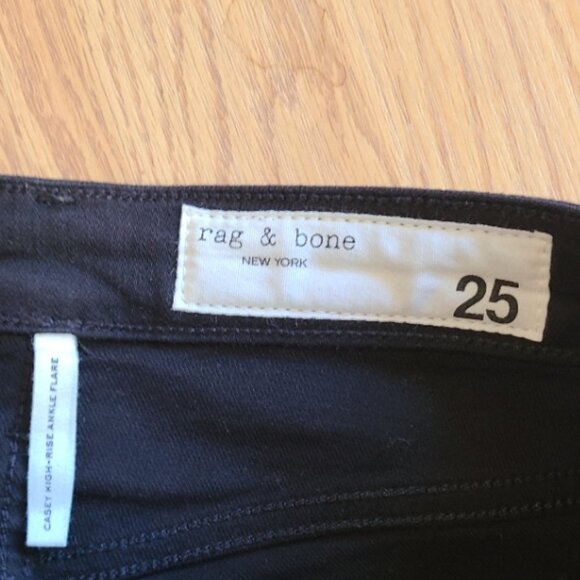 rag & bone
NEW YORK
25
CASEY HIGH-RISE ANKLE FLARE